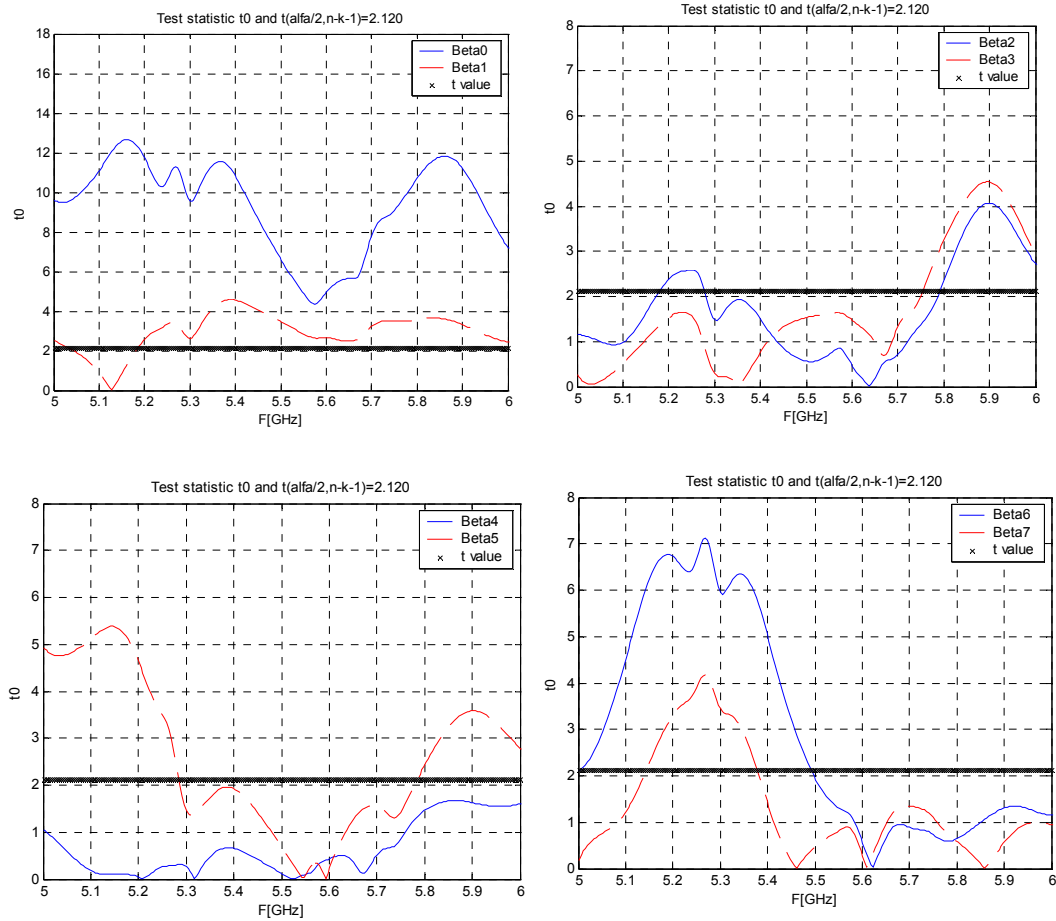 Test statistic t0 and t(alfa/2,n-k-1)=2.120
18
16
14
12
10
8
6
4
2
0
t0
Beta0
Beta1
t value
5 5.1 5.2 5.3 5.4 5.5 5.6 5.7 5.8 5.9 6
F[GHz]
Test statistic t0 and t(alfa/2,n-k-1)=2.120
8
7
6
5
4
3
2
1
0
t0
Beta2
Beta3
t value
5 5.1 5.2 5.3 5.4 5.5 5.6 5.7 5.8 5.9 6
F[GHz]
Test statistic t0 and t(alfa/2,n-k-1)=2.120
8
7
6
5
4
3
2
1
0
t0
Beta4
Beta5
t value
5 5.1 5.2 5.3 5.4 5.5 5.6 5.7 5.8 5.9 6
F[GHz]
Test statistic t0 and t(alfa/2,n-k-1)=2.120
8
7
6
5
4
3
2
1
0
t0
Beta6
Beta7
t value
5 5.1 5.2 5.3 5.4 5.5 5.6 5.7 5.8 5.9 6
F[GHz]